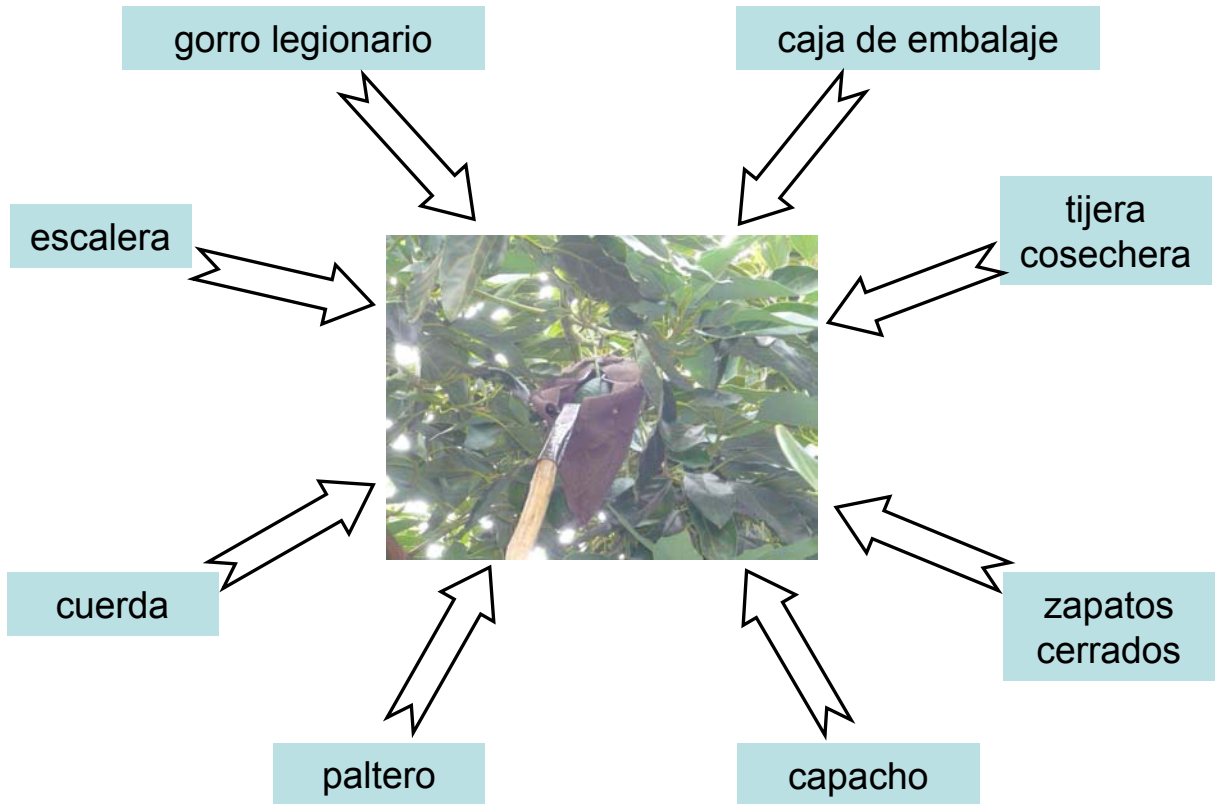 gorro legionario
caja de embalaje
escalera
tijera
cosechera
cuerda
zapatos
cerrados
paltero
capacho